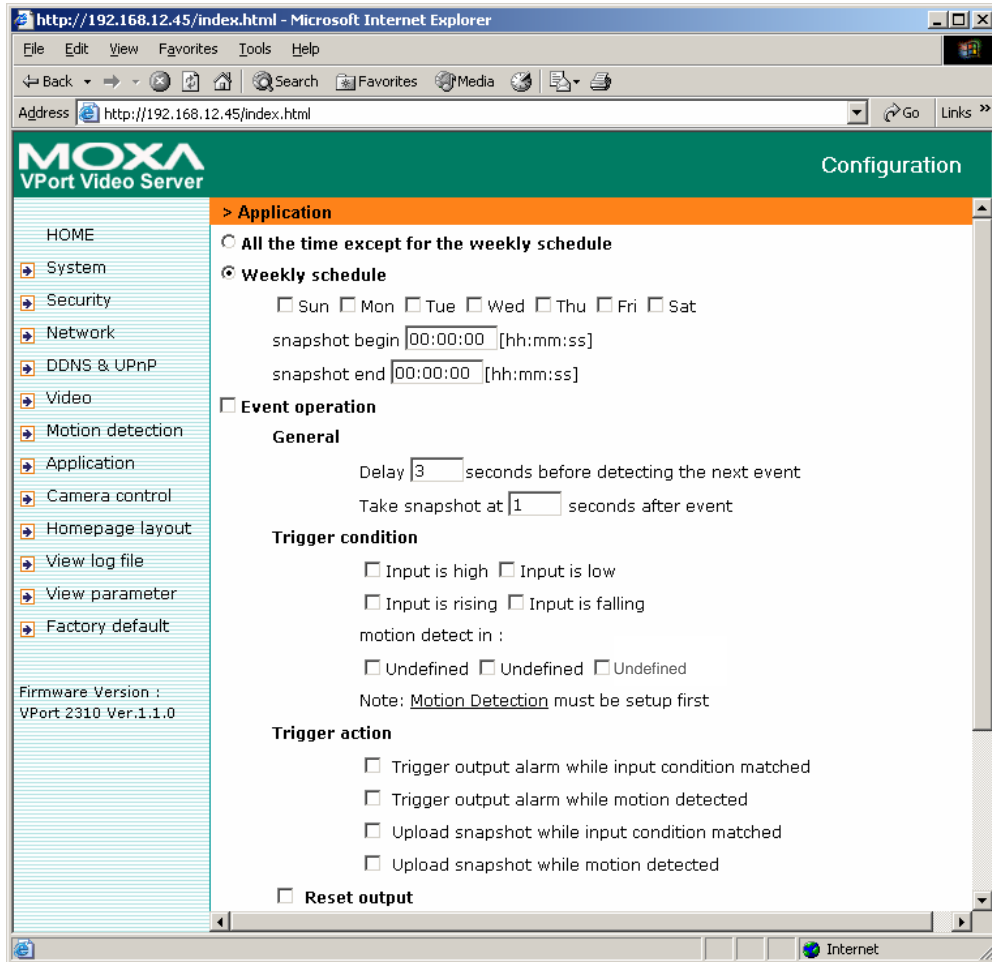 http://192.168.12.45/index.html - Microsoft Internet Explorer
File Edit View Favorites Tools Help
Back Search Favorites Media
Address http://192.168.12.45/index.html Go Links »
MOXA
VPort Video Server
Configuration
HOME
System
Security
Network
DDNS & UPnP
Video
Motion detection
Application
Camera control
Homepage layout
View log file
View parameter
Factory default
Firmware Version :
VPort 2310 Ver.1.1.0
> Application
All the time except for the weekly schedule
Weekly schedule
Sun Mon Tue Wed Thu Fri Sat
snapshot begin 00:00:00 [hh:mm:ss]
snapshot end 00:00:00 [hh:mm:ss]
Event operation
General
Delay 3 seconds before detecting the next event
Take snapshot at 1 seconds after event
Trigger condition
Input is high Input is low
Input is rising Input is falling
motion detect in :
Undefined Undefined Undefined
Note: Motion Detection must be setup first
Trigger action
Trigger output alarm while input condition matched
Trigger output alarm while motion detected
Upload snapshot while input condition matched
Upload snapshot while motion detected
Reset output
Internet